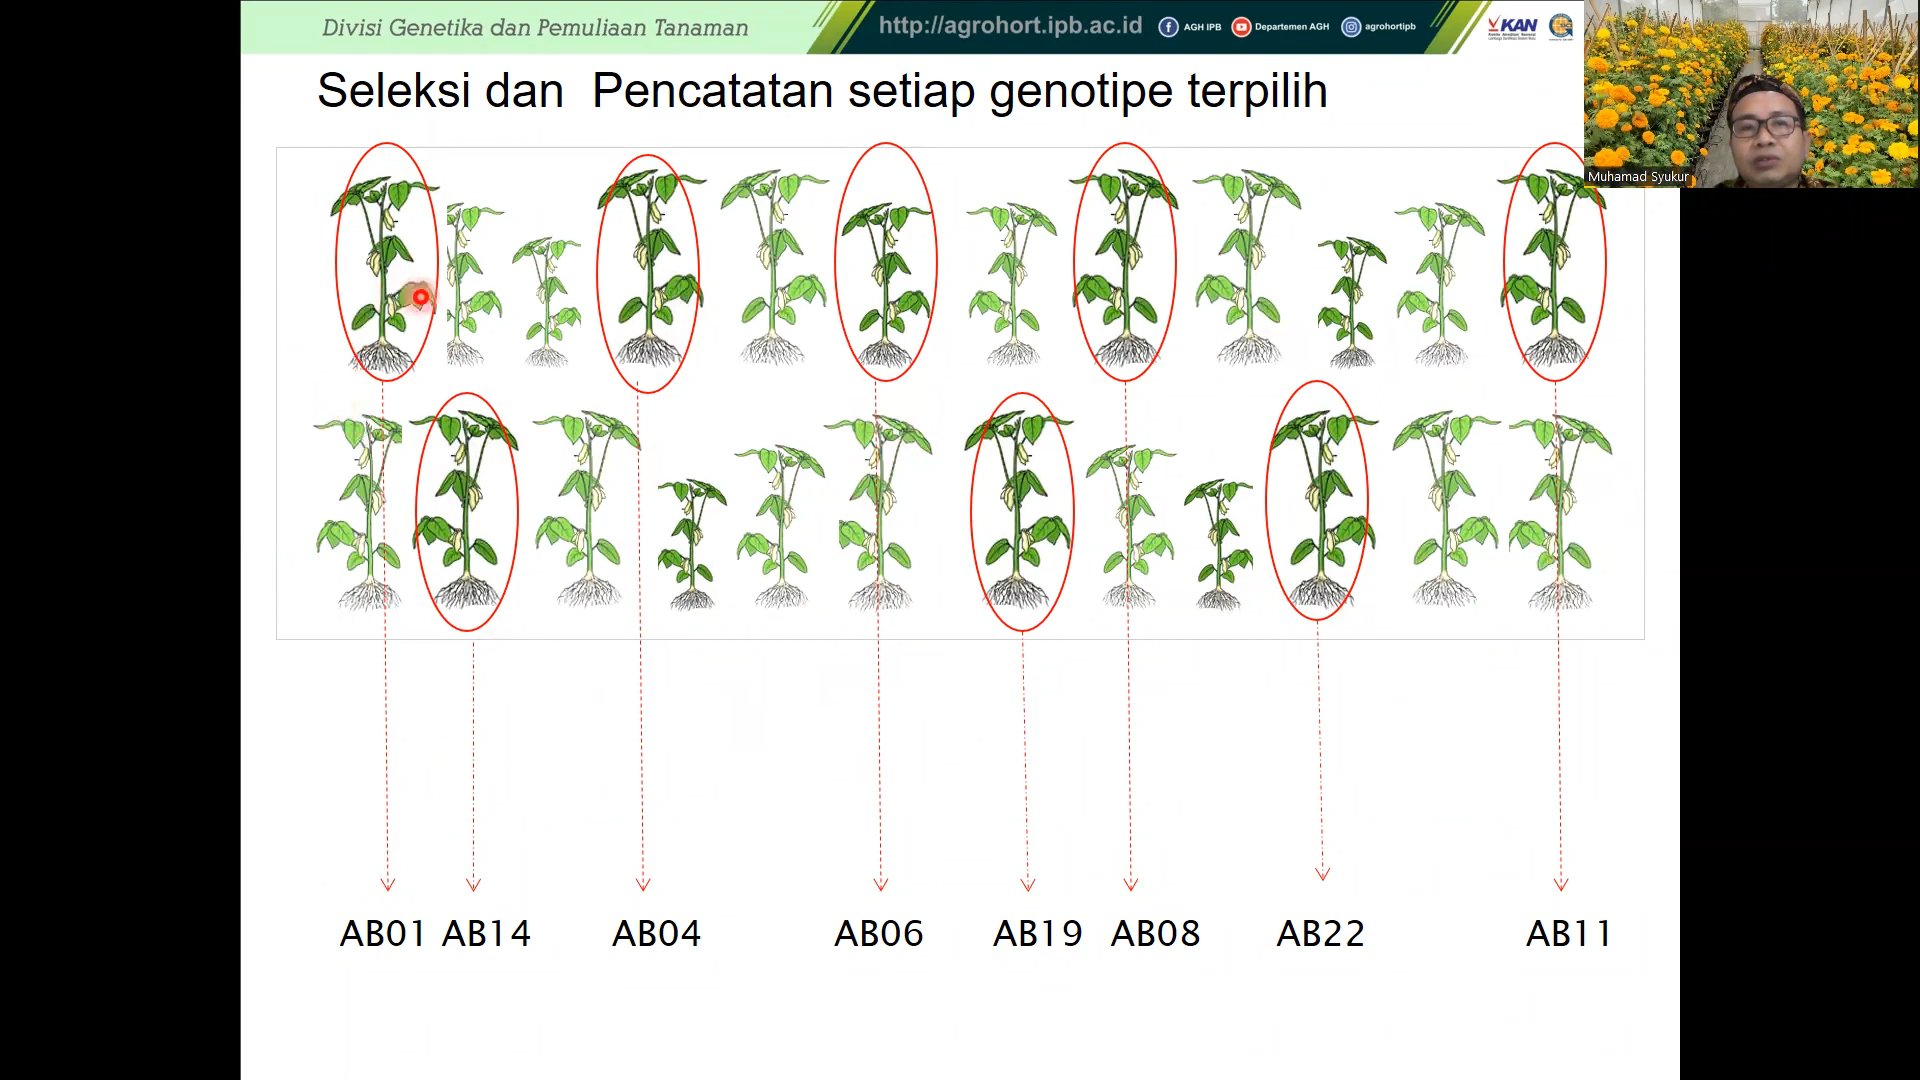 Divisi Genetika dan Pemuliaan Tanaman
http://agrohort.ipb.ac.id
AGH IPB
Departemen AGH
agrohortipb
KAN
Seleksi dan  Pencatatan setiap genotipe terpilih
Muhamad Syukur
AB01 AB14 AB04 AB06 AB19 AB08 AB22 AB11